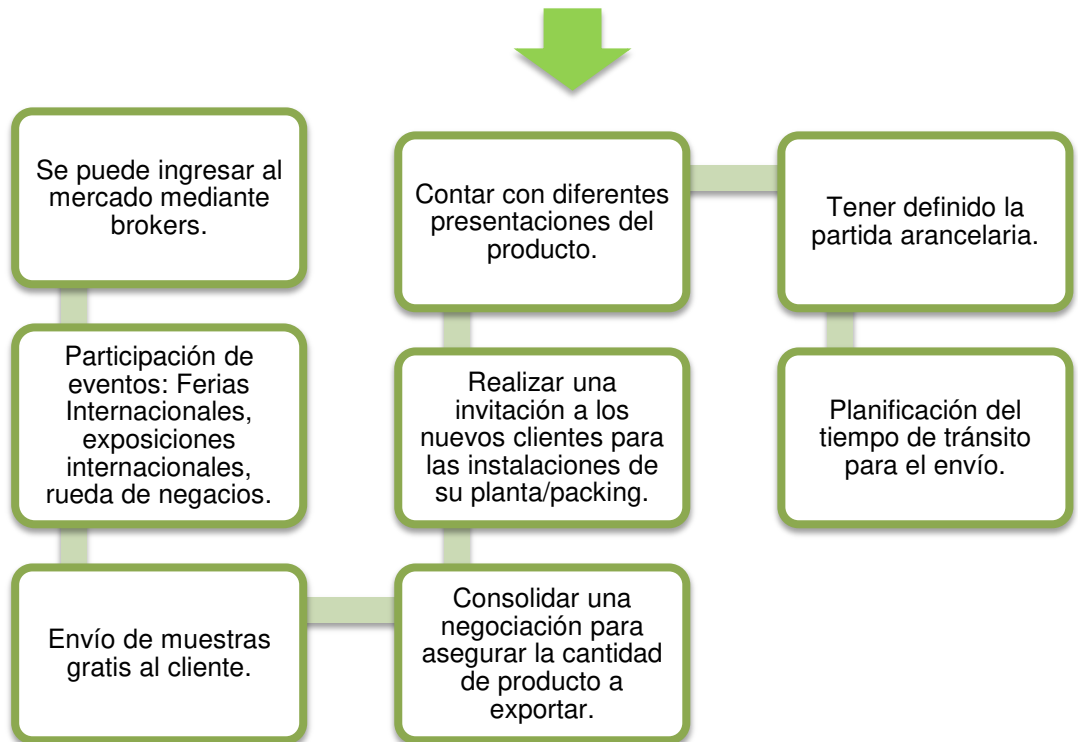 Se puede ingresar al
mercado mediante
brokers.
Participación de
eventos: Ferias
Internacionales,
exposiciones
internacionales,
rueda de negacios.
Envío de muestras
gratis al cliente.
Consolidar una
negociación para
asegurar la cantidad
de producto a
exportar.
Realizar una
invitación a los
nuevos clientes para
las instalaciones de
su planta/packing.
Contar con diferentes
presentaciones del
producto.
Tener definido la
partida arancelaria.
Planificación del
tiempo de tránsito
para el envío.